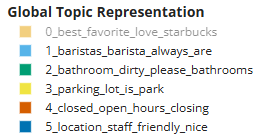 Global Topic Representation
0_best_favorite_love_starbucks
1_baristas_barista_always_are
2_bathroom_dirty_please_bathrooms
3_parking_lot_is_park
4_closed_open_hours_closing
5_location_staff_friendly_nice